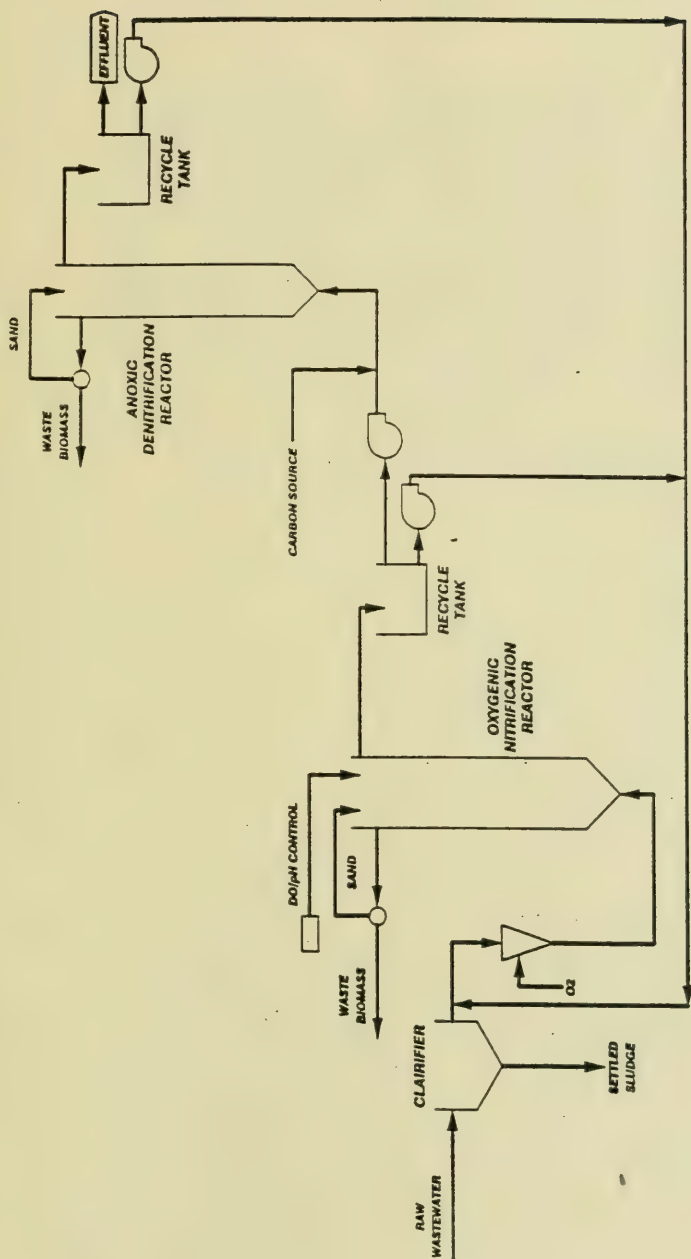 RAW
WASTEWATER
CLAIRIFIER
SETTLED
SLUDGE
O2
WASTE
BIOMASS
SAND
DO/pH CONTROL
OXYGENIC
NITRIFICATION
REACTOR
RECYCLE
TANK
CARBON SOURCE
WASTE
BIOMASS
SAND
ANOXIC
DENITRIFICATION
REACTOR
RECYCLE
TANK
EFFLUENT